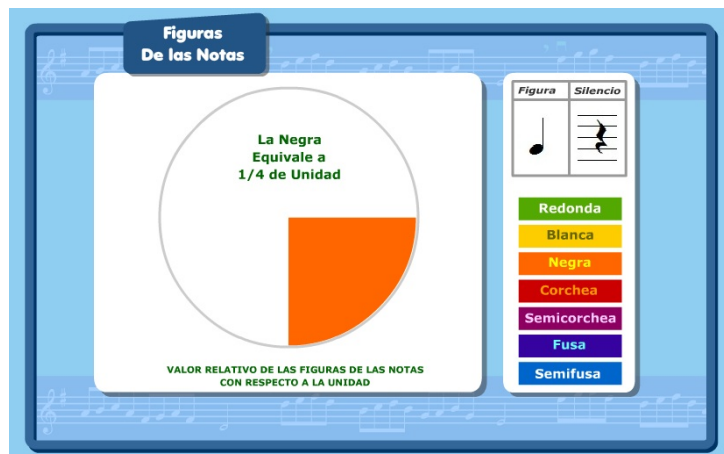 Figuras
De las Notas
La Negra
Equivale a
1/4 de Unidad
VALOR RELATIVO DE LAS FIGURAS DE LAS NOTAS
CON RESPECTO A LA UNIDAD
Figura Silencio
Redonda
Blanca
Negra
Corchea
Semicorchea
Fusa
Semifusa